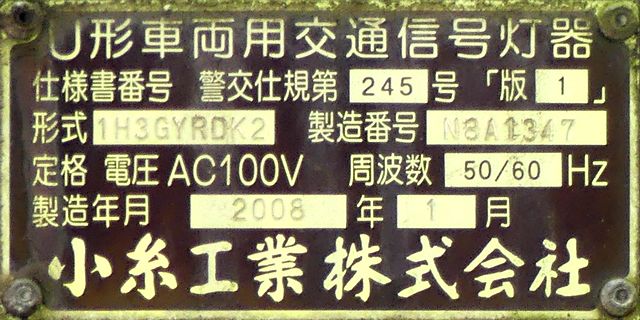 U形車両用交通信号灯器
仕様書番号 警交仕規第 245 号 「版 1 」
形式 1H3GYRDK2 製造番号 N8A1347
定格 電圧 AC100V 周波数 50/60 Hz
製造年月 2008 年 1 月
小糸工業株式会社